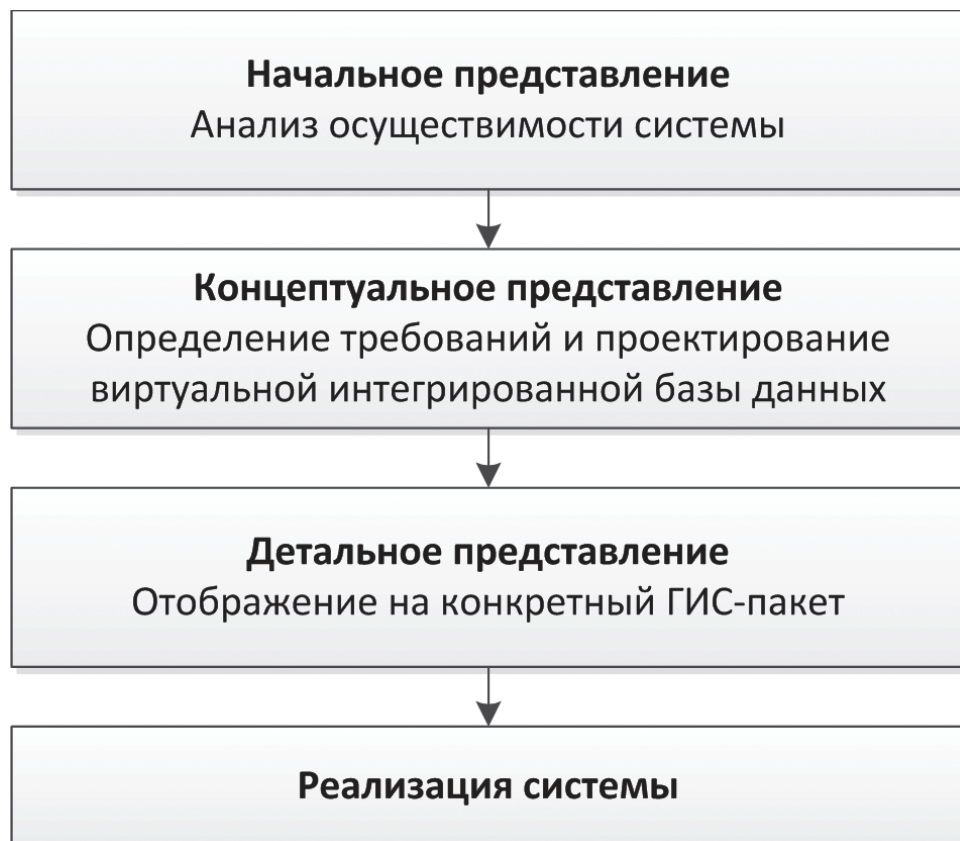 Начальное представление
Анализ осуществимости системы
Концептуальное представление
Определение требований и проектирование
виртуальной интегрированной базы данных
Детальное представление
Отображение на конкретный ГИС-пакет
Реализация системы